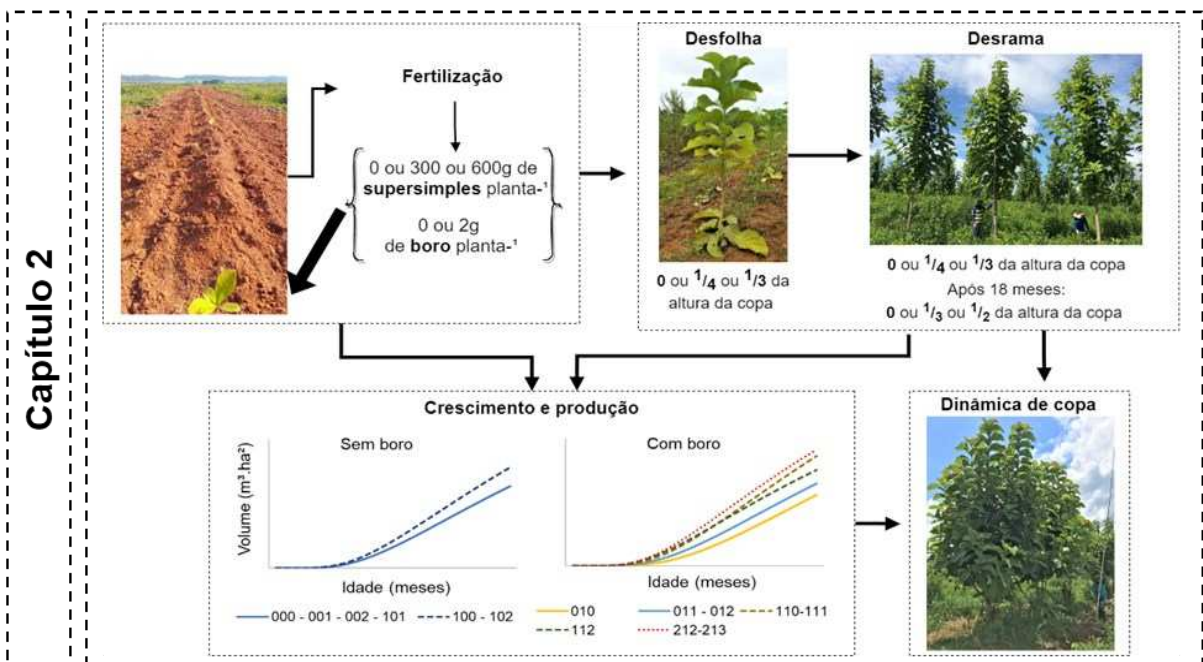 Capítulo 2
Fertilização
0 ou 300 ou 600g de
supersimples planta-¹
0 ou 2g
de boro planta-¹
Desfolha
0 ou 1/4 ou 1/3 da
altura da copa
Desrama
0 ou 1/4 ou 1/3 da altura da copa
Após 18 meses:
0 ou 1/3 ou 1/2 da altura da copa
Crescimento e produção
Sem boro
Volume (m³.ha²)
Idade (meses)
000 - 001 - 002 - 101
100 - 102
Com boro
Idade (meses)
010
011 - 012
110-111
112
212-213
Dinâmica de copa